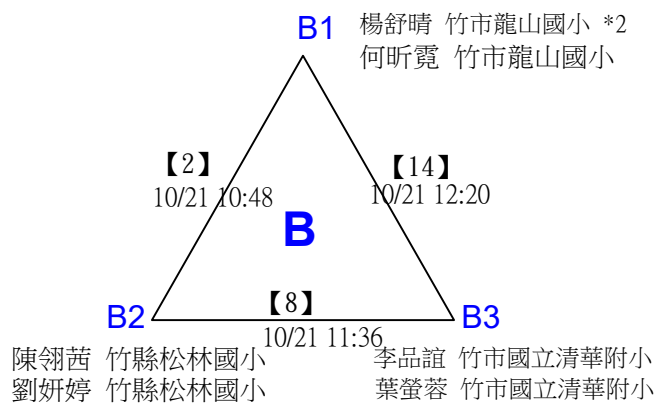 B1
楊舒晴 竹市龍山國小 *2
何昕霓 竹市龍山國小
【2】
10/21 10:48
【14】
10/21 12:20
B
【8】
10/21 11:36
B2
陳翎茜 竹縣松林國小
劉妍婷 竹縣松林國小
B3
李品誼 竹市國立清華附小
葉螢蓉 竹市國立清華附小